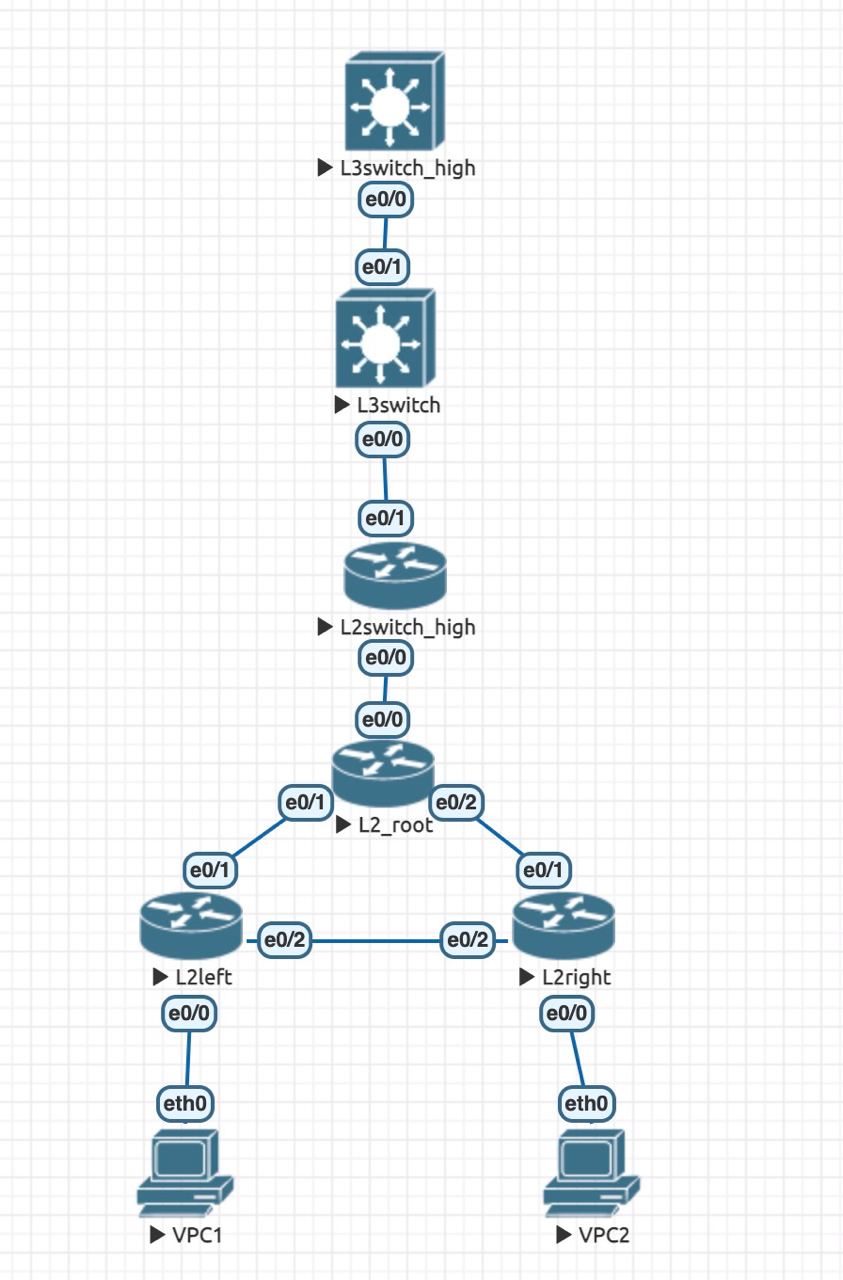 L3switch_high
e0/0
e0/1
L3switch
e0/0
e0/1
L2switch_high
e0/0
e0/0
e0/1
e0/2
L2_root
e0/1
e0/1
e0/2
e0/2
L2left
L2right
e0/0
e0/0
eth0
eth0
VPC1
VPC2